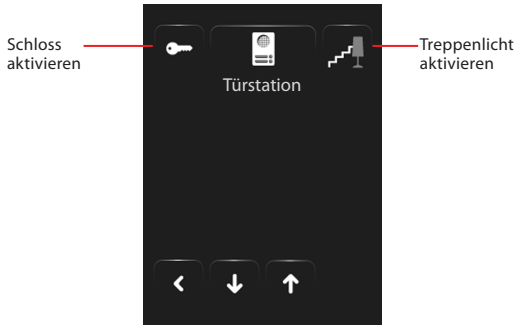 Schloss
aktivieren
Treppenlicht
aktivieren
Türstation